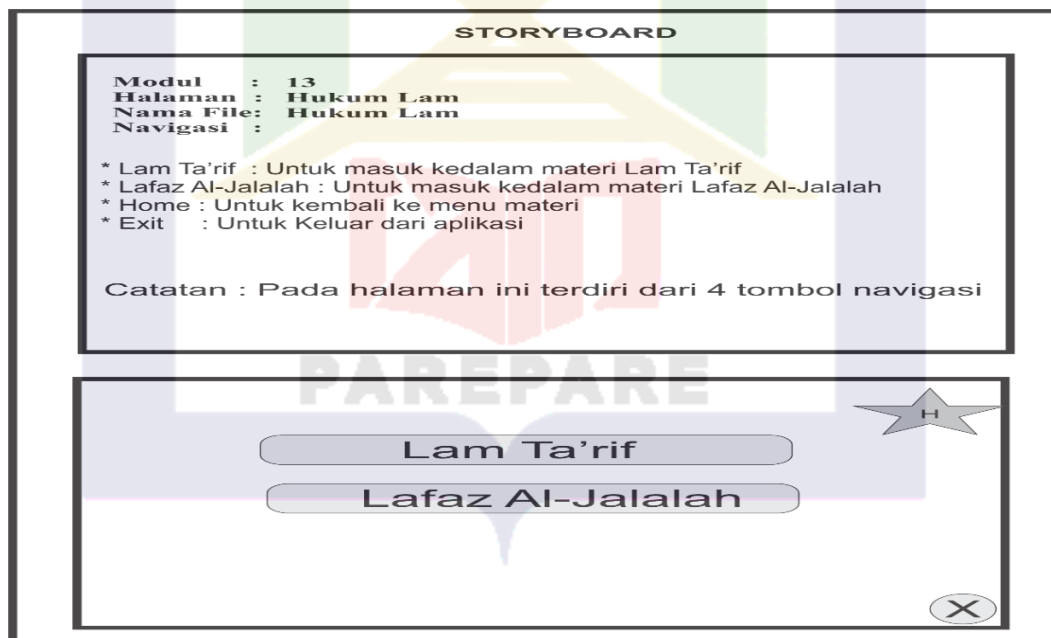 STORYBOARD
Modul : 13
Halaman : Hukum Lam
Nama File: Hukum Lam
Navigasi :
* Lam Ta’rif : Untuk masuk kedalam materi Lam Ta’rif
* Lafaz Al-Jalalah : Untuk masuk kedalam materi Lafaz Al-Jalalah
* Home : Untuk kembali ke menu materi
* Exit : Untuk Keluar dari aplikasi
Catatan : Pada halaman ini terdiri dari 4 tombol navigasi
PAREPARE
H
Lam Ta’rif
Lafaz Al-Jalalah
X